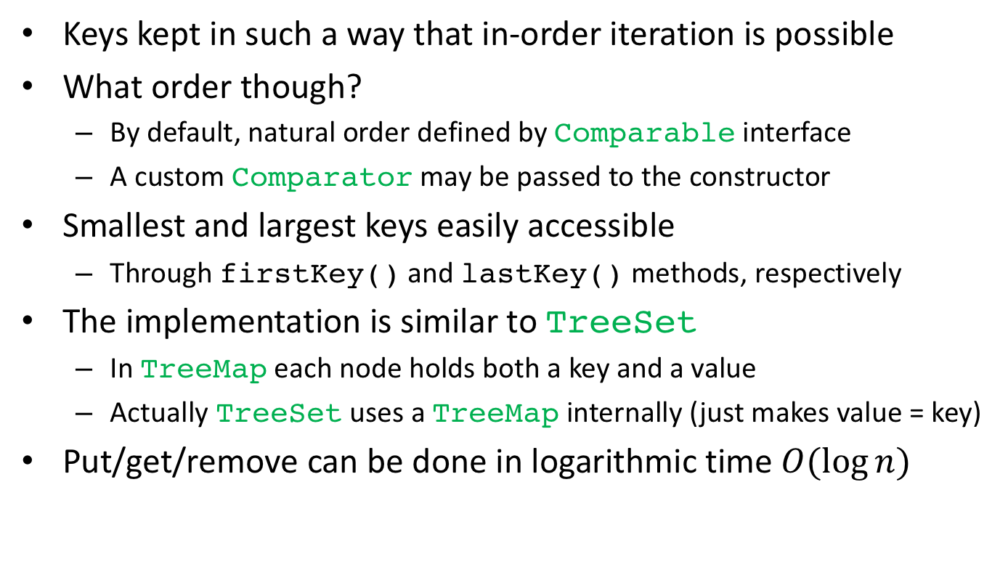 • Keys kept in such a way that in-order iteration is possible
• What order though?
– By default, natural order defined by Comparable interface
– A custom Comparator may be passed to the constructor
• Smallest and largest keys easily accessible
– Through firstKey() and lastKey() methods, respectively
• The implementation is similar to TreeSet
– In TreeMap each node holds both a key and a value
– Actually TreeSet uses a TreeMap internally (just makes value = key)
• Put/get/remove can be done in logarithmic time O(log n)